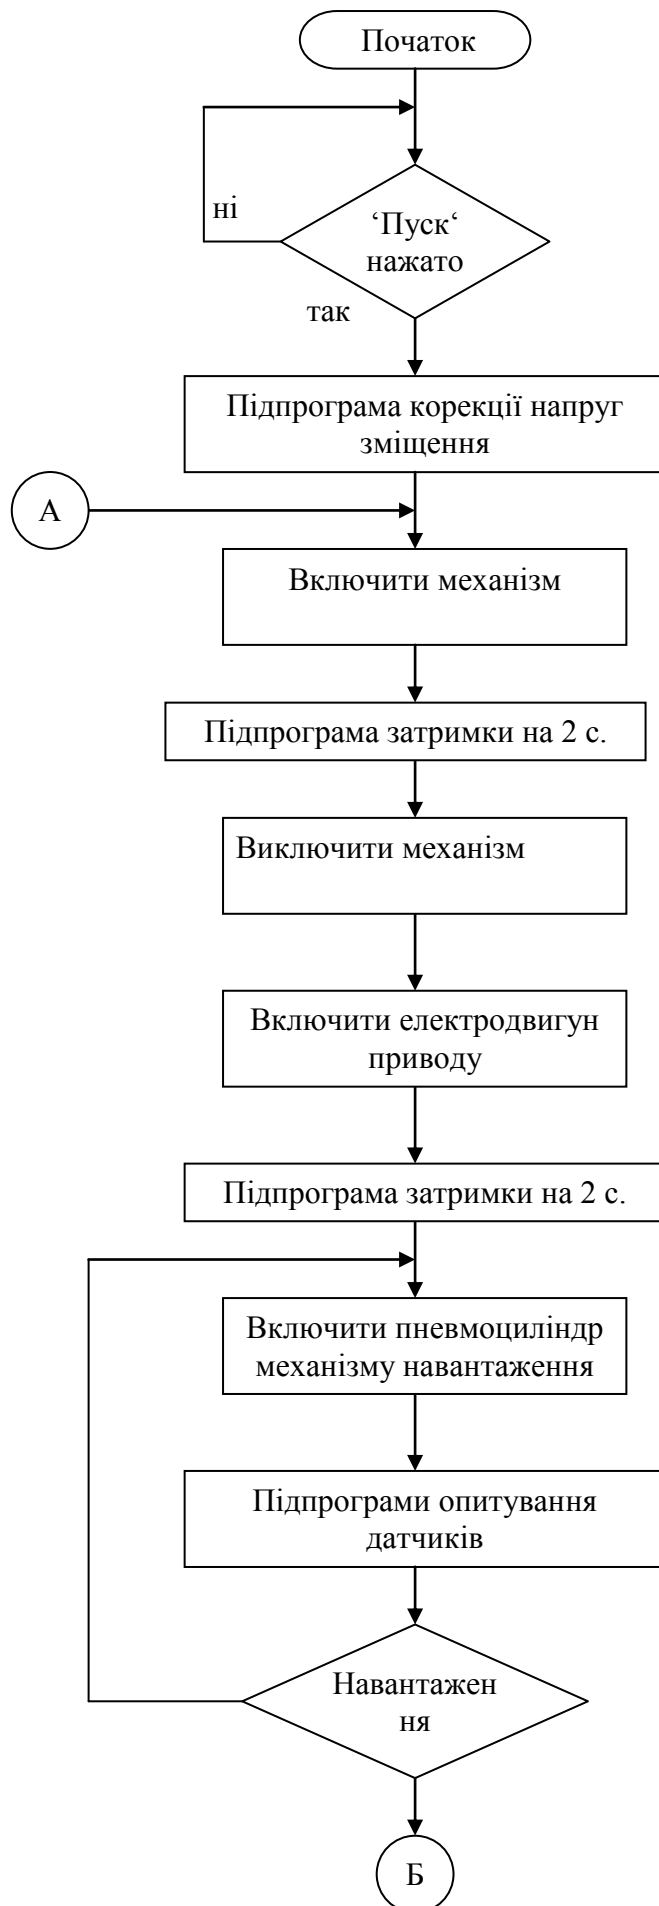 Початок
ні
‘Пуск‘
нажато
так
Підпрограма корекції напруг
зміщення
А
Включити механізм
Підпрограма затримки на 2 с.
Виключити механізм
Включити електродвигун
приводу
Підпрограма затримки на 2 с.
Включити пневмоциліндр
механізму навантаження
Підпрограми опитування
датчиків
Навантажен
ня
Б